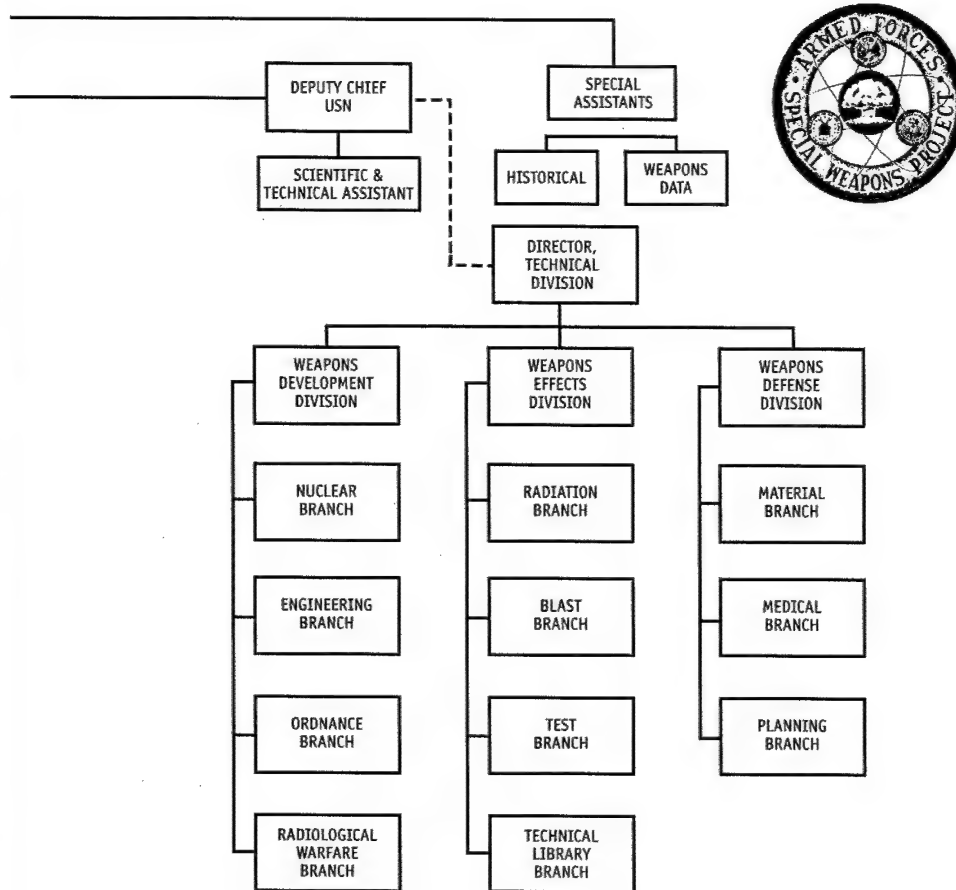 ARMED FORCES
SPECIAL WEAPONS PROJECT
DEPUTY CHIEF
USN
SPECIAL
ASSISTANTS
SCIENTIFIC &
TECHNICAL ASSISTANT
HISTORICAL
WEAPONS
DATA
DIRECTOR,
TECHNICAL
DIVISION
WEAPONS
DEVELOPMENT
DIVISION
WEAPONS
EFFECTS
DIVISION
WEAPONS
DEFENSE
DIVISION
NUCLEAR
BRANCH
RADIATION
BRANCH
MATERIAL
BRANCH
ENGINEERING
BRANCH
BLAST
BRANCH
MEDICAL
BRANCH
ORDNANCE
BRANCH
TEST
BRANCH
PLANNING
BRANCH
RADIOLOGICAL
WARFARE
BRANCH
TECHNICAL
LIBRARY
BRANCH